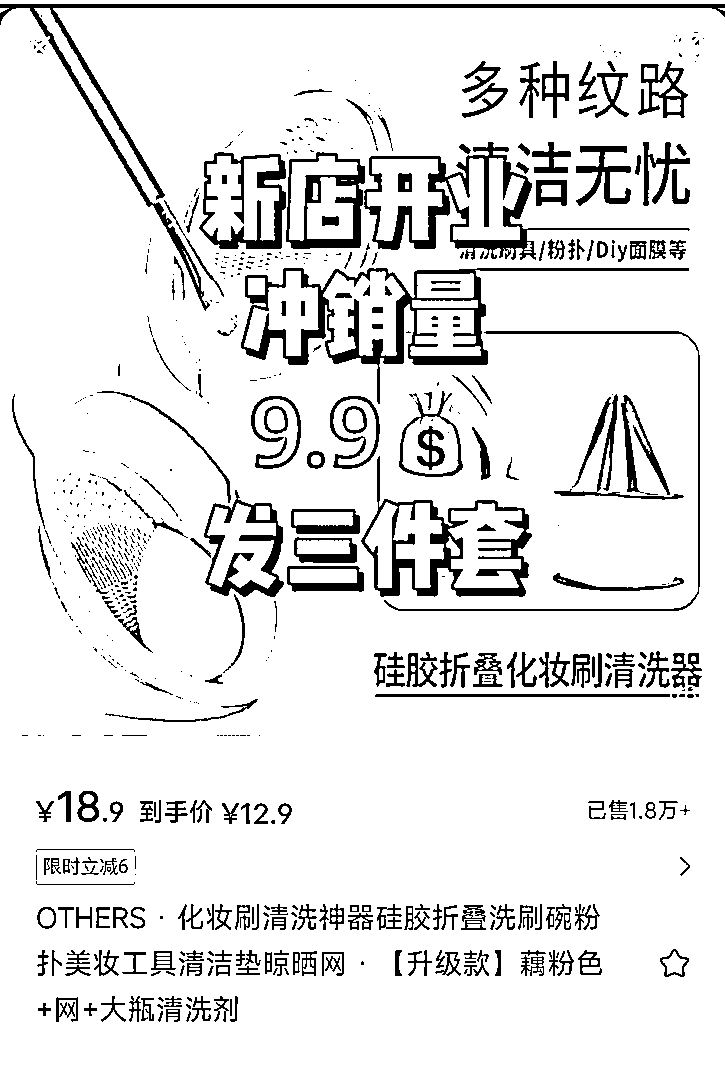 多种纹路
清洁无忧
清洗刷具/粉扑/Diy面膜等
新店开业
冲销量
9.9
$
发三件套
硅胶折叠化妆刷清洗器
¥18.9 到手价 ¥12.9 已售1.8万+
限时立减6
OTHERS · 化妆刷清洗神器硅胶折叠洗刷碗粉
扑美妆工具清洁垫晾晒网 · 【升级款】藕粉色
+网+大瓶清洗剂